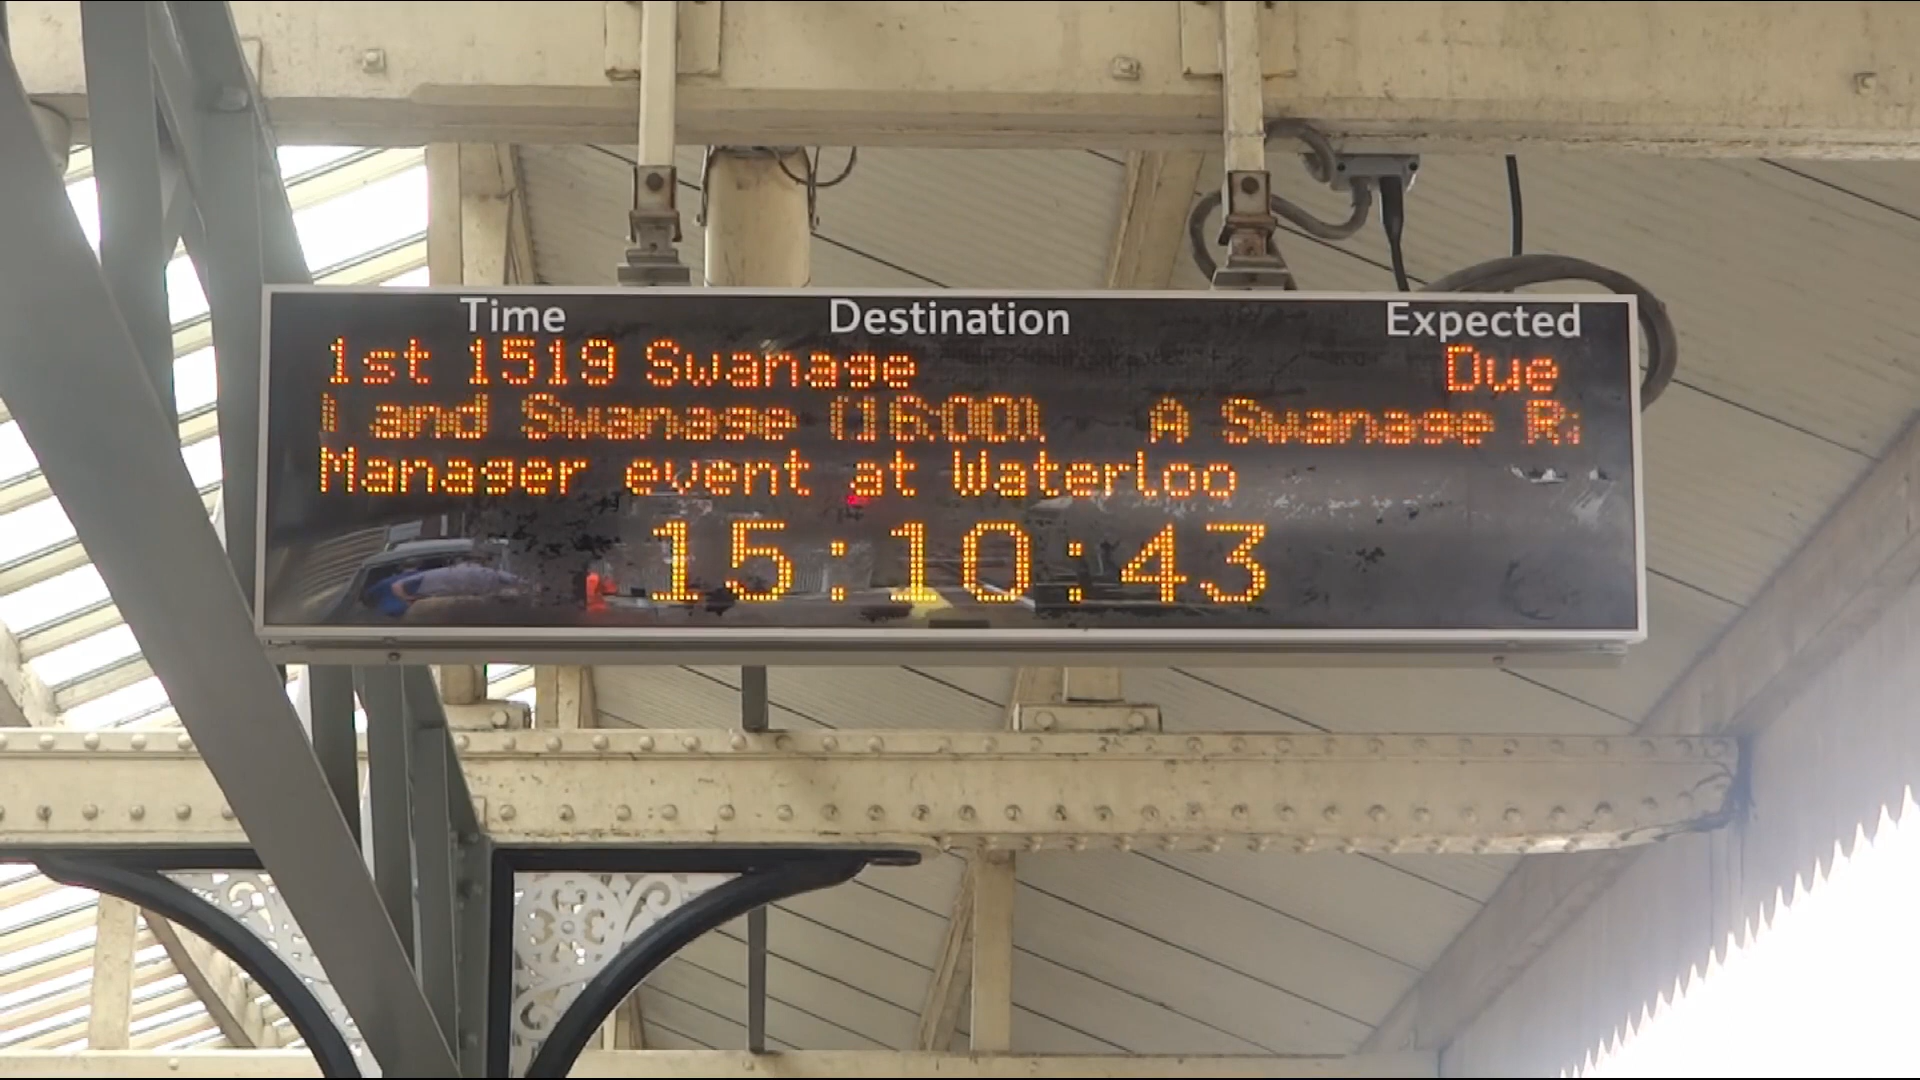 Time Destination Expected
1st 1519 Swanage Due
and Swanage (16:00). A Swanage
Manager event at Waterloo
15:10:43